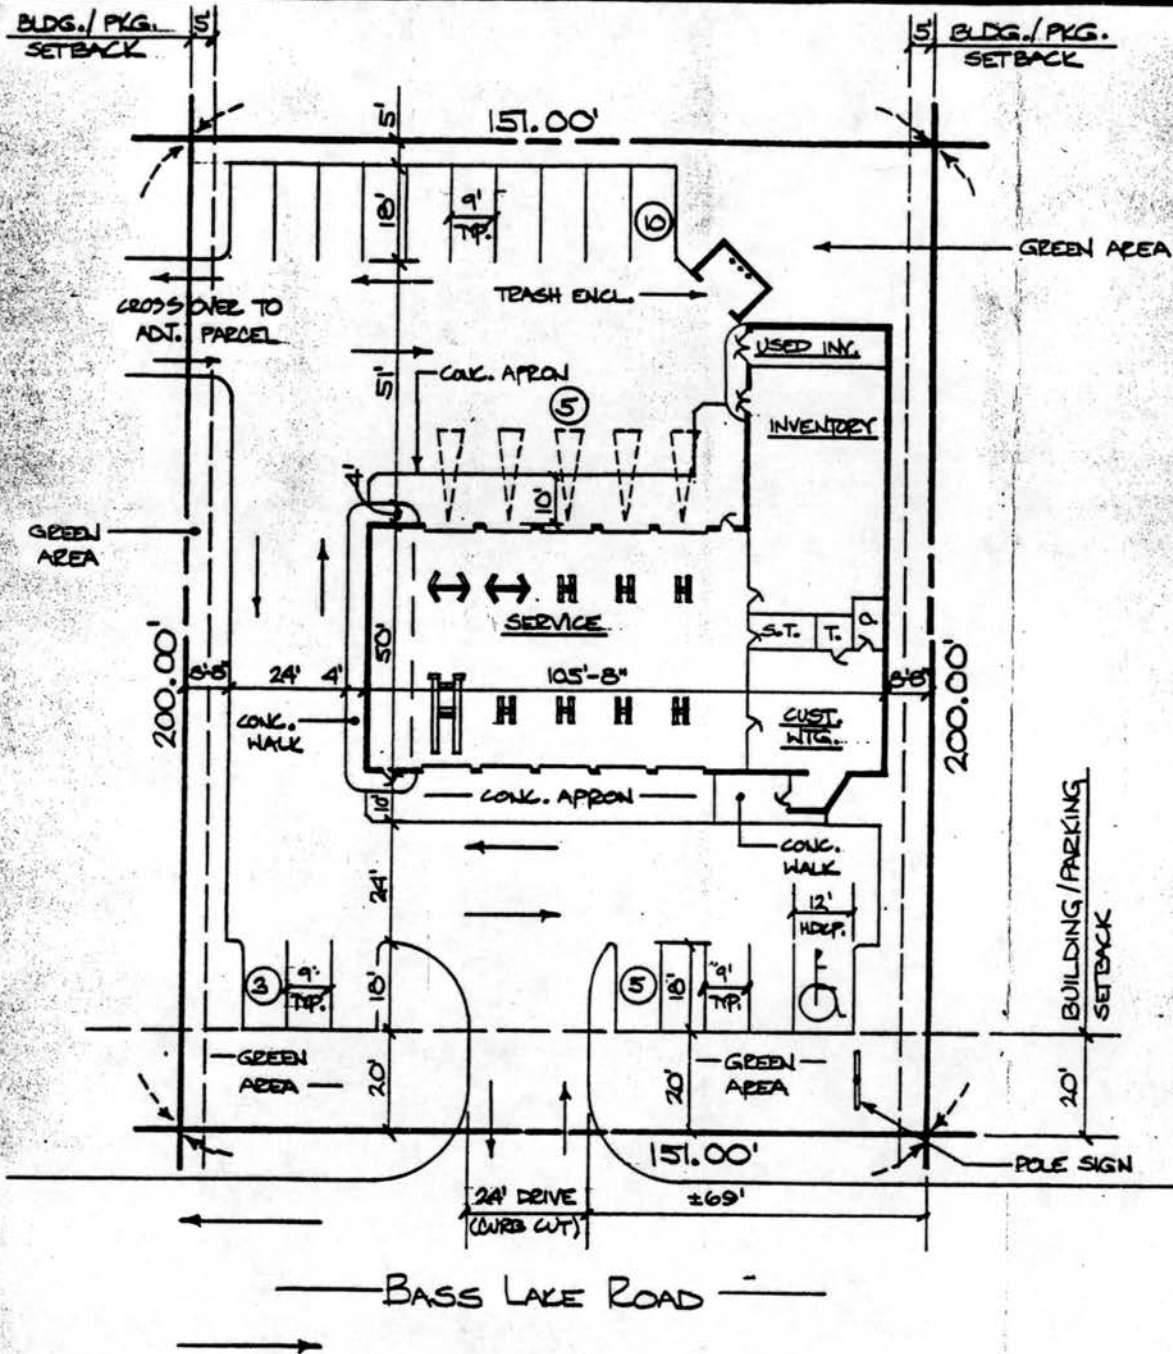 BLDG./PKG.
SETBACK
5'
5'
BLDG./PKG.
SETBACK
5'
151.00'
18'
9'
TYP.
10
GREEN AREA
TRASH ENCL.
CROSS OVER TO
ADJ. PARCEL
USED INV.
CONC. APRON
51'
5
INVENTORY
4'
10'
GREEN
AREA
SERVICE
S.T.
T.
O.
50'
200.00'
8'-8"
24'
4'
105'-8"
8'-8"
200.00'
CONC.
WALK
CUST.
WTG.
10'
CONC. APRON
CONC.
WALK
24'
12'
HDCP.
BUILDING/PARKING
SETBACK
3
9'
TYP.
18'
5
18'
9'
TYP.
GREEN
AREA
20'
20'
GREEN
AREA
20'
151.00'
POLE SIGN
24' DRIVE
(CURB CUT)
±69'
BASS LAKE ROAD